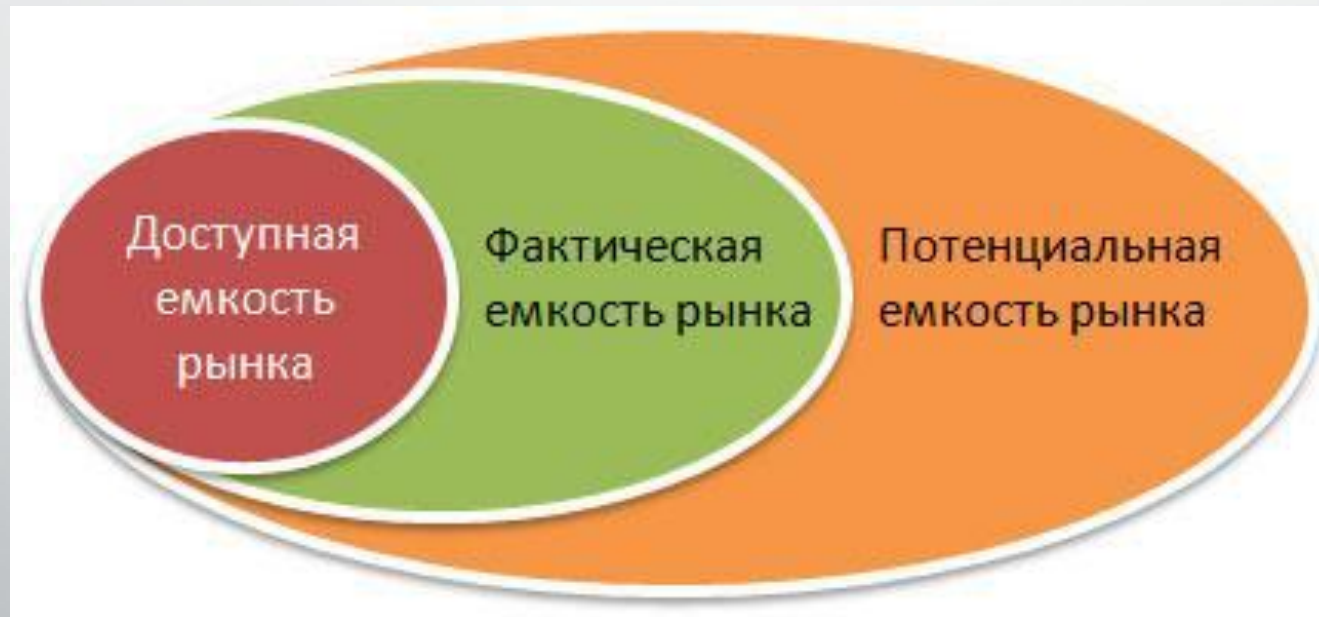 Доступная
емкость
рынка
Фактическая
емкость рынка
Потенциальная
емкость рынка